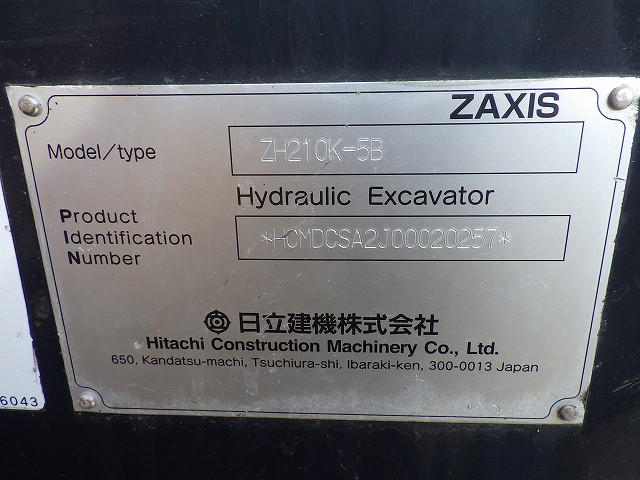 ZAXIS
Model/type ZH210K-5B
Hydraulic Excavator
Product
Identification *HCMDCSA2J00020257*
Number
日立建機株式会社
Hitachi Construction Machinery Co., Ltd.
650, Kandatsu-machi, Tsuchiura-shi, Ibaraki-ken, 300-0013 Japan
6043